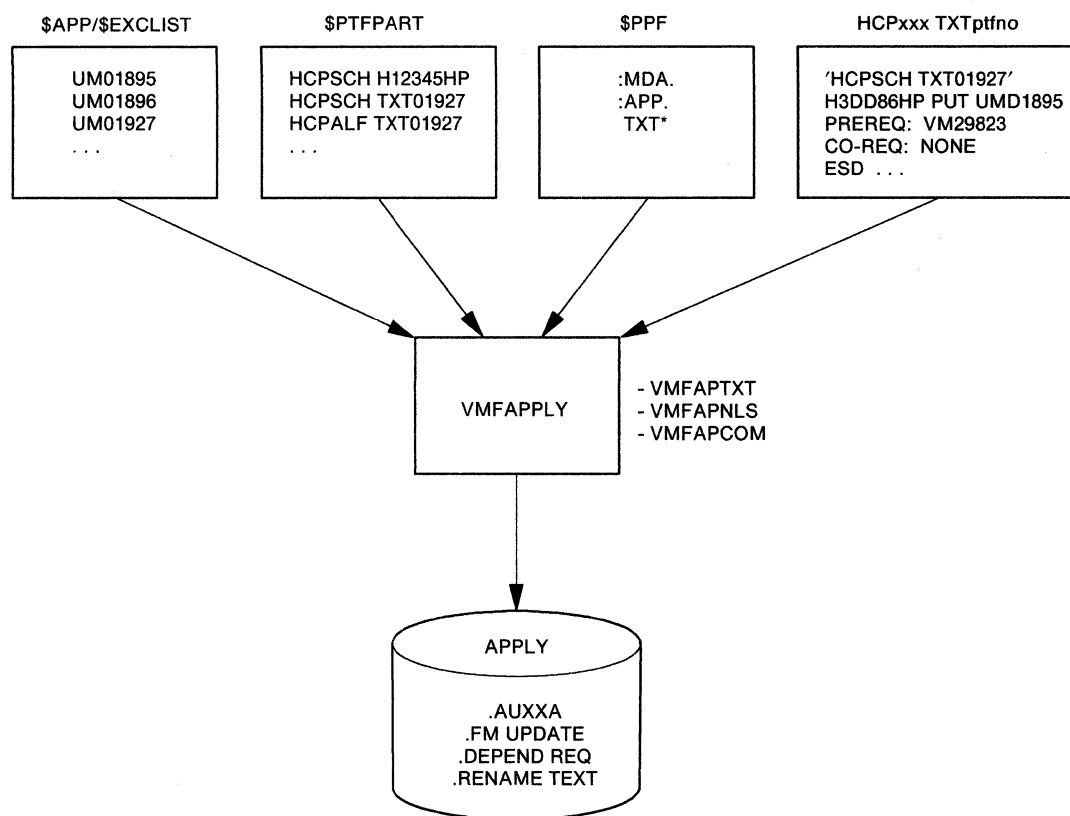 $APP/$EXCLIST
UM01895
UM01896
UM01927
. . .
$PTFPART
HCPSCH H12345HP
HCPSCH TXT01927
HCPALF TXT01927
. . .
$PPF
:MDA.
:APP.
TXT*
HCPxxx TXTptfno
'HCPSCH TXT01927'
H3DD86HP PUT UMD1895
PREREQ: VM29823
CO-REQ: NONE
ESD . . .
VMFAPPLY
- VMFAPTXT
- VMFAPNLS
- VMFAPCOM
APPLY
.AUXXA
.FM UPDATE
.DEPEND REQ
.RENAME TEXT